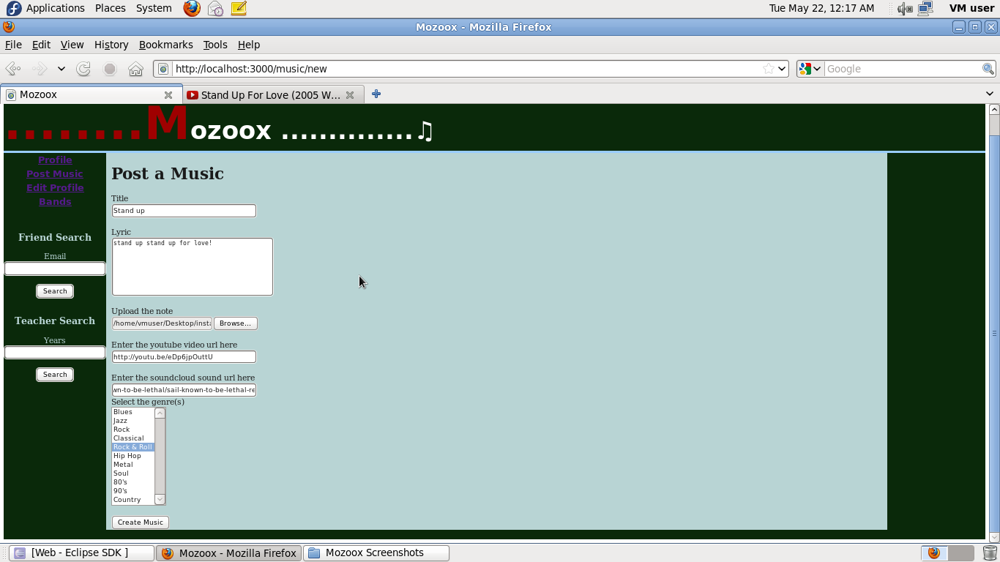 Applications Places System Tue May 22, 12:17 AM VM user
Mozoox - Mozilla Firefox
File Edit View History Bookmarks Tools Help
http://localhost:3000/music/new Google
Mozoox Stand Up For Love (2005 W...
........Mozoox ..............♫
Profile
Post Music
Edit Profile
Bands
Friend Search
Email
Search
Teacher Search
Years
Search
Post a Music
Title
Stand up
Lyric
stand up stand up for love!
Upload the note
/home/vmuser/Desktop/insta Browse...
Enter the youtube video url here
http://youtu.be/eDp6jpOuttU
Enter the soundcloud sound url here
wn-to-be-lethal/sail-known-to-be-lethal-re
Select the genre(s)
Blues
Jazz
Rock
Classical
Rock & Roll
Hip Hop
Metal
Soul
80's
90's
Country
Create Music
[Web - Eclipse SDK ] Mozoox - Mozilla Firefox Mozoox Screenshots